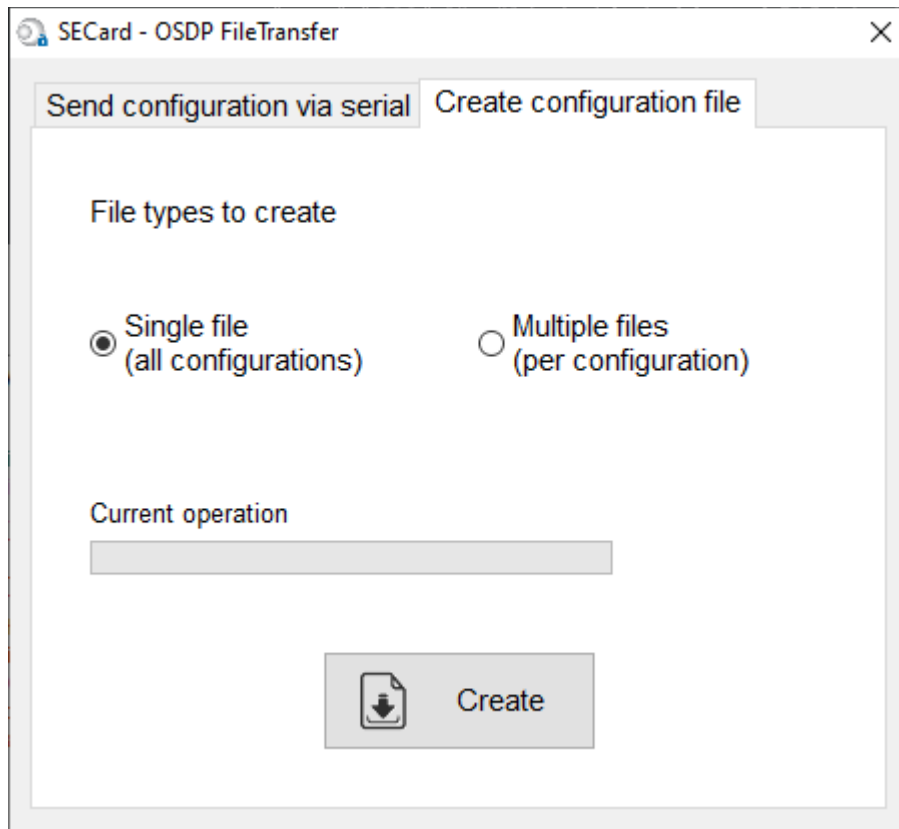 SECard - OSDP FileTransfer
Send configuration via serial
Create configuration file
File types to create
Single file
(all configurations)
Multiple files
(per configuration)
Current operation
Create